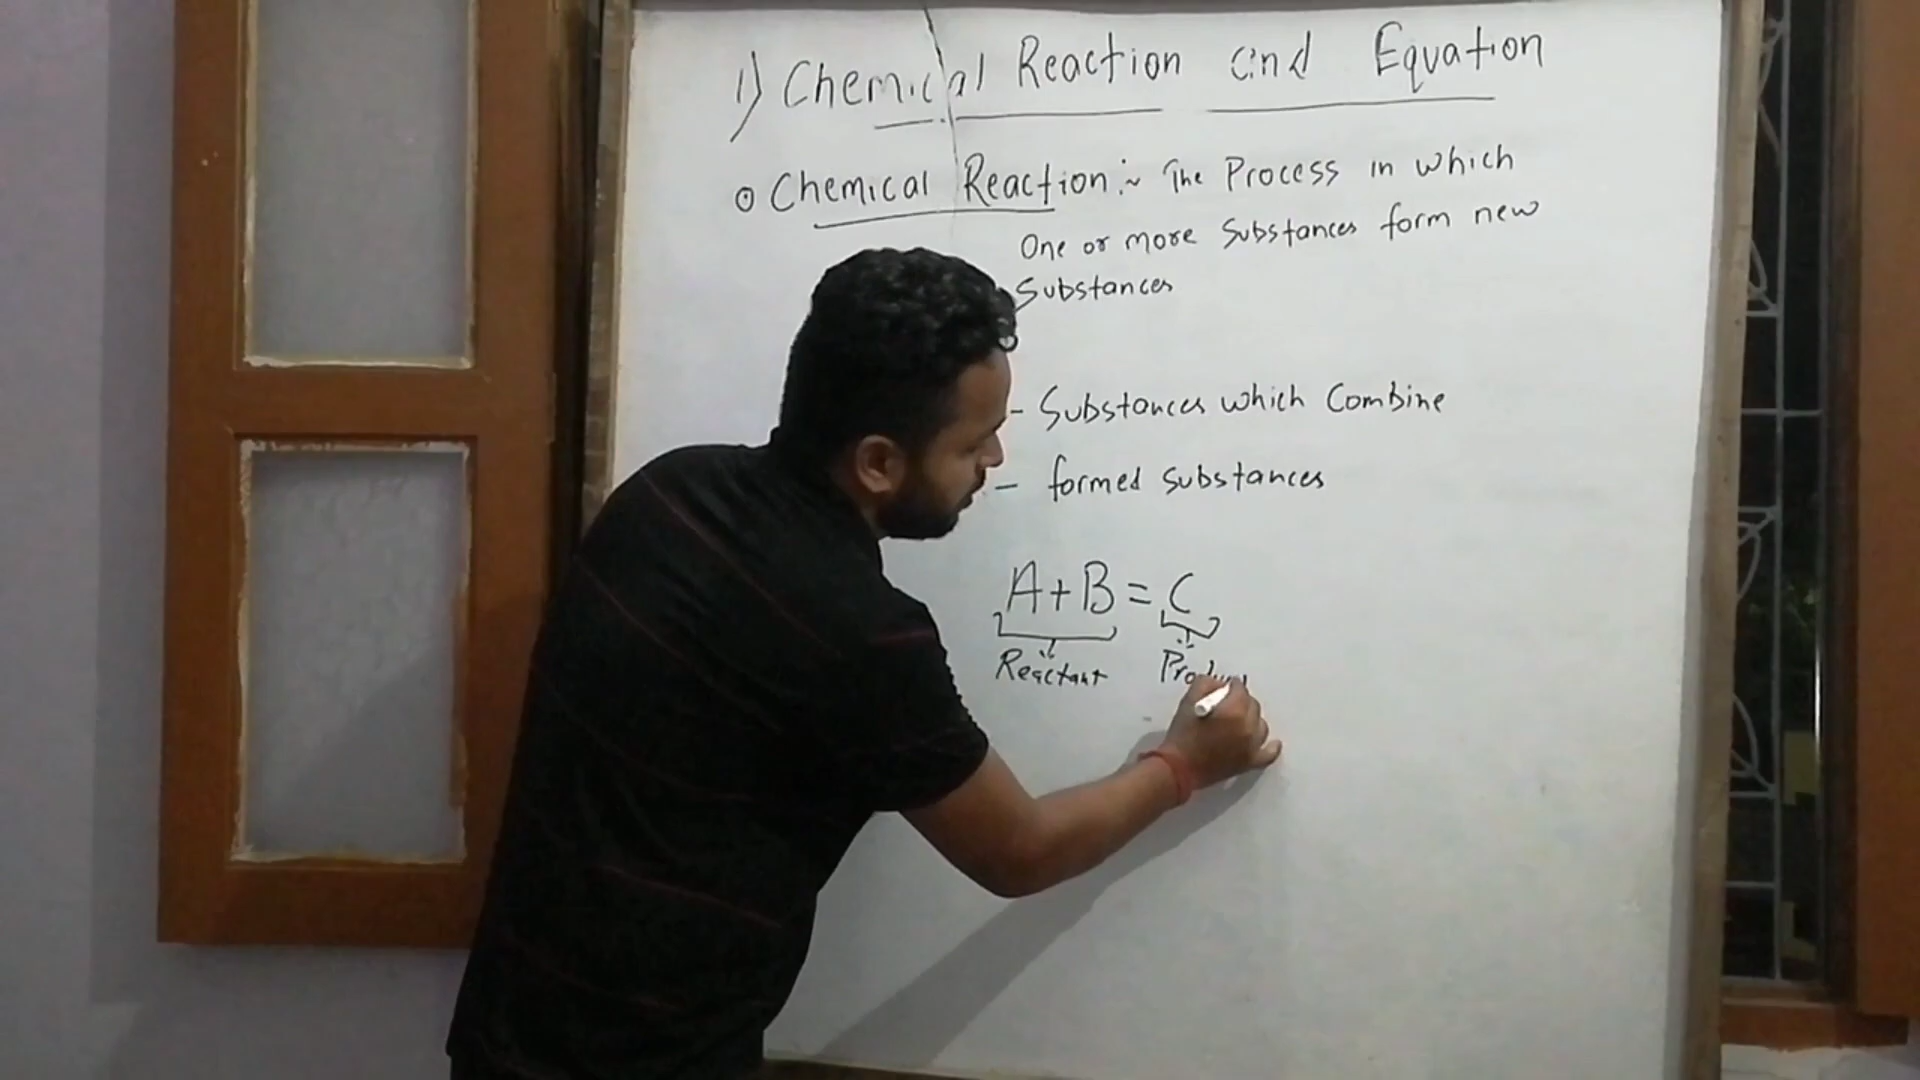 1) Chemical Reaction and Equation
Chemical Reaction :~ The Process in which
One or more Substances form new
Substances
- Substances which Combine
- formed substances
A+B = C
Reactant